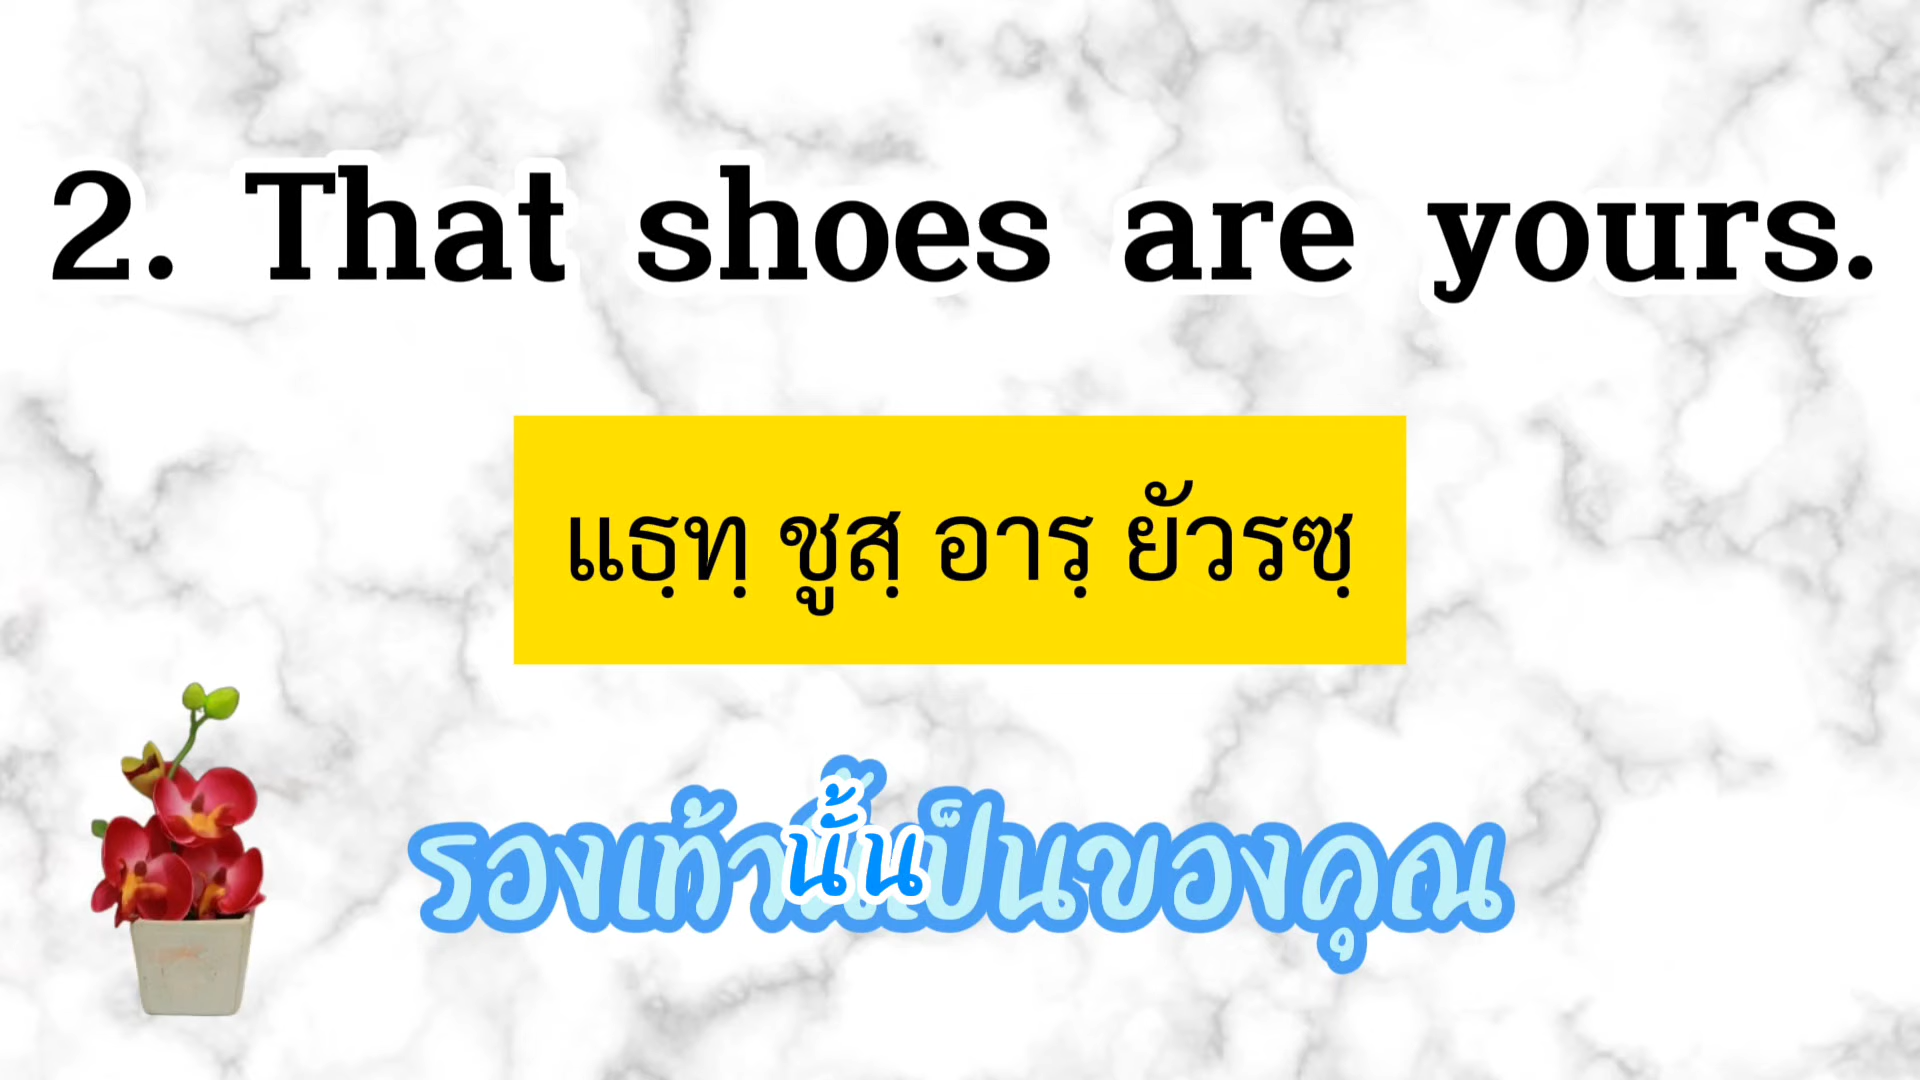 2. That shoes are yours.
แธฺทฺ ชูสฺ อารฺ ยัวรซฺ
รองเท้านั้นเป็นของคุณ